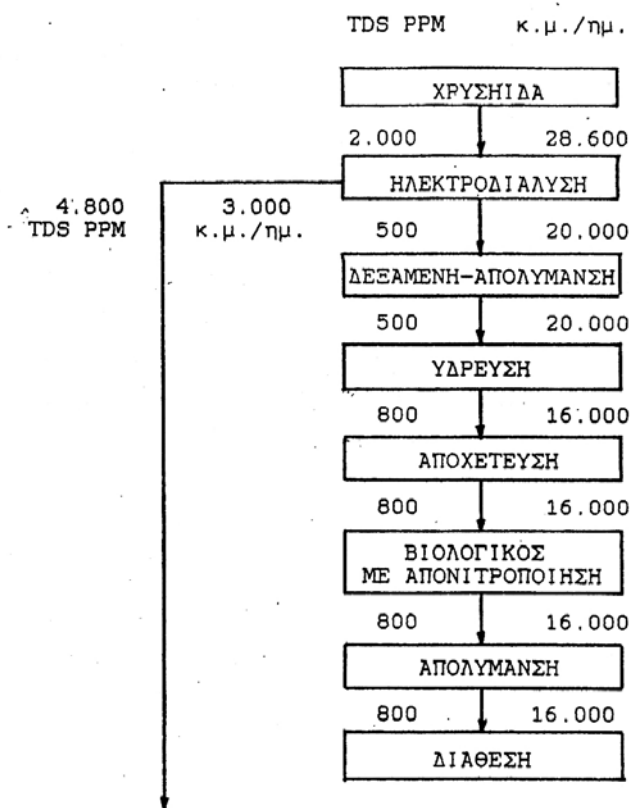 TDS PPM κ.μ./ημ.
ΧΡΥΣΗΙΔΑ
2.000 28.600
ΗΛΕΚΤΡΟΔΙΑΛΥΣΗ
4.800 3.000 500 20.000
TDS PPM κ.μ./ημ.
ΔΕΞΑΜΕΝΗ-ΑΠΟΛΥΜΑΝΣΗ
500 20.000
ΥΔΡΕΥΣΗ
800 16.000
ΑΠΟΧΕΤΕΥΣΗ
800 16.000
ΒΙΟΛΟΓΙΚΟΣ
ΜΕ ΑΠΟΝΙΤΡΟΠΟΙΗΣΗ
800 16.000
ΑΠΟΛΥΜΑΝΣΗ
800 16.000
ΔΙΑΘΕΣΗ